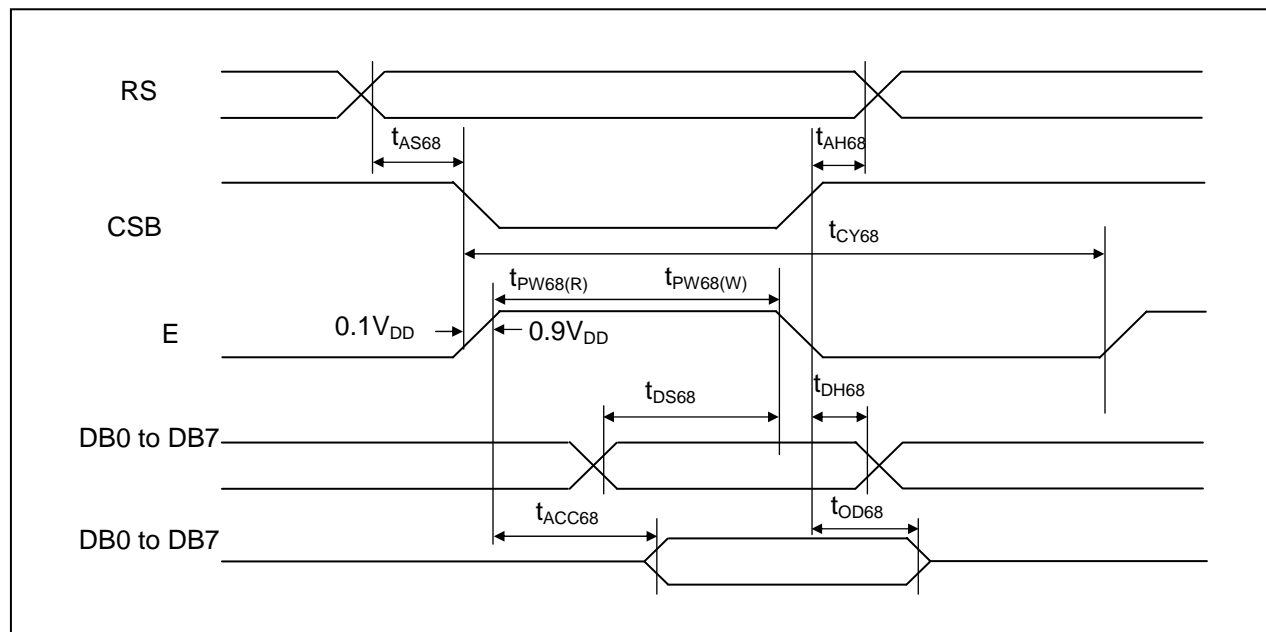 RS
tAS68
tAH68
CSB
tCY68
tPW68(R)
tPW68(W)
E
0.1VDD
0.9VDD
tDS68
tDH68
DB0 to DB7
tACC68
tOD68
DB0 to DB7